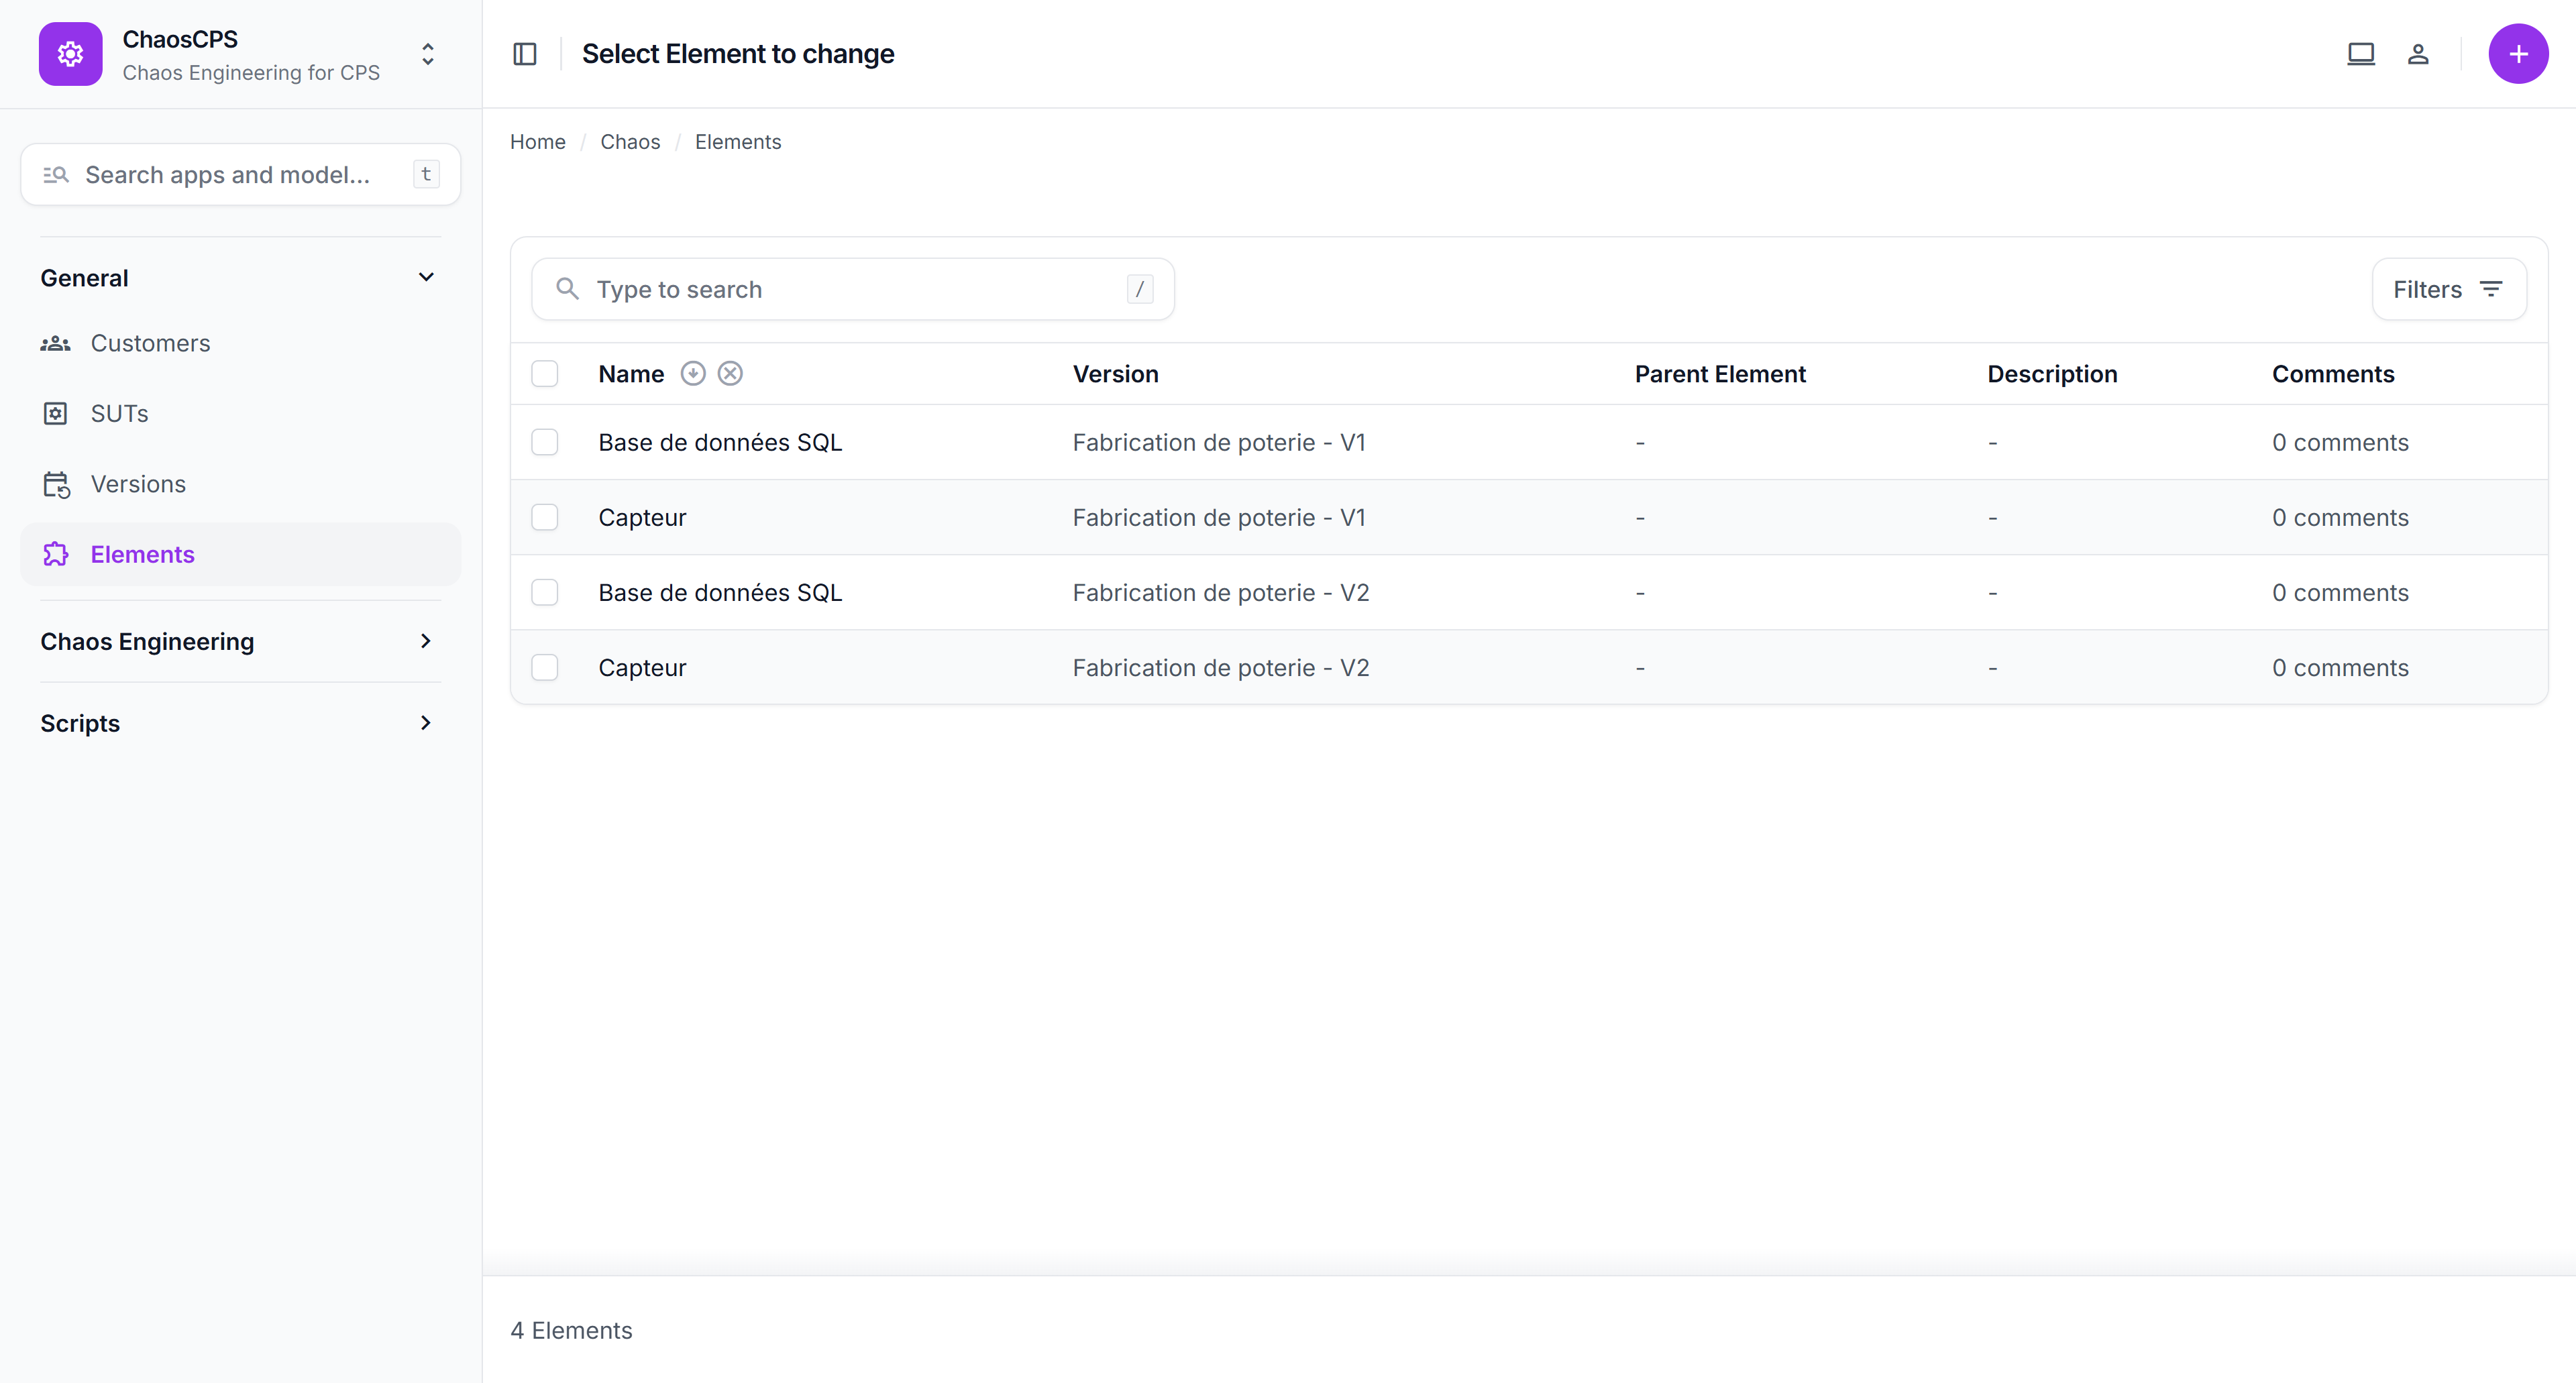 ChaosCPS
Chaos Engineering for CPS
Search apps and model...
t
General
Customers
SUTs
Versions
Elements
Chaos Engineering
Scripts
Select Element to change
Home / Chaos / Elements
Type to search
/
Filters
Name Version Parent Element Description Comments
Base de données SQL Fabrication de poterie - V1 - - 0 comments
Capteur Fabrication de poterie - V1 - - 0 comments
Base de données SQL Fabrication de poterie - V2 - - 0 comments
Capteur Fabrication de poterie - V2 - - 0 comments
4 Elements